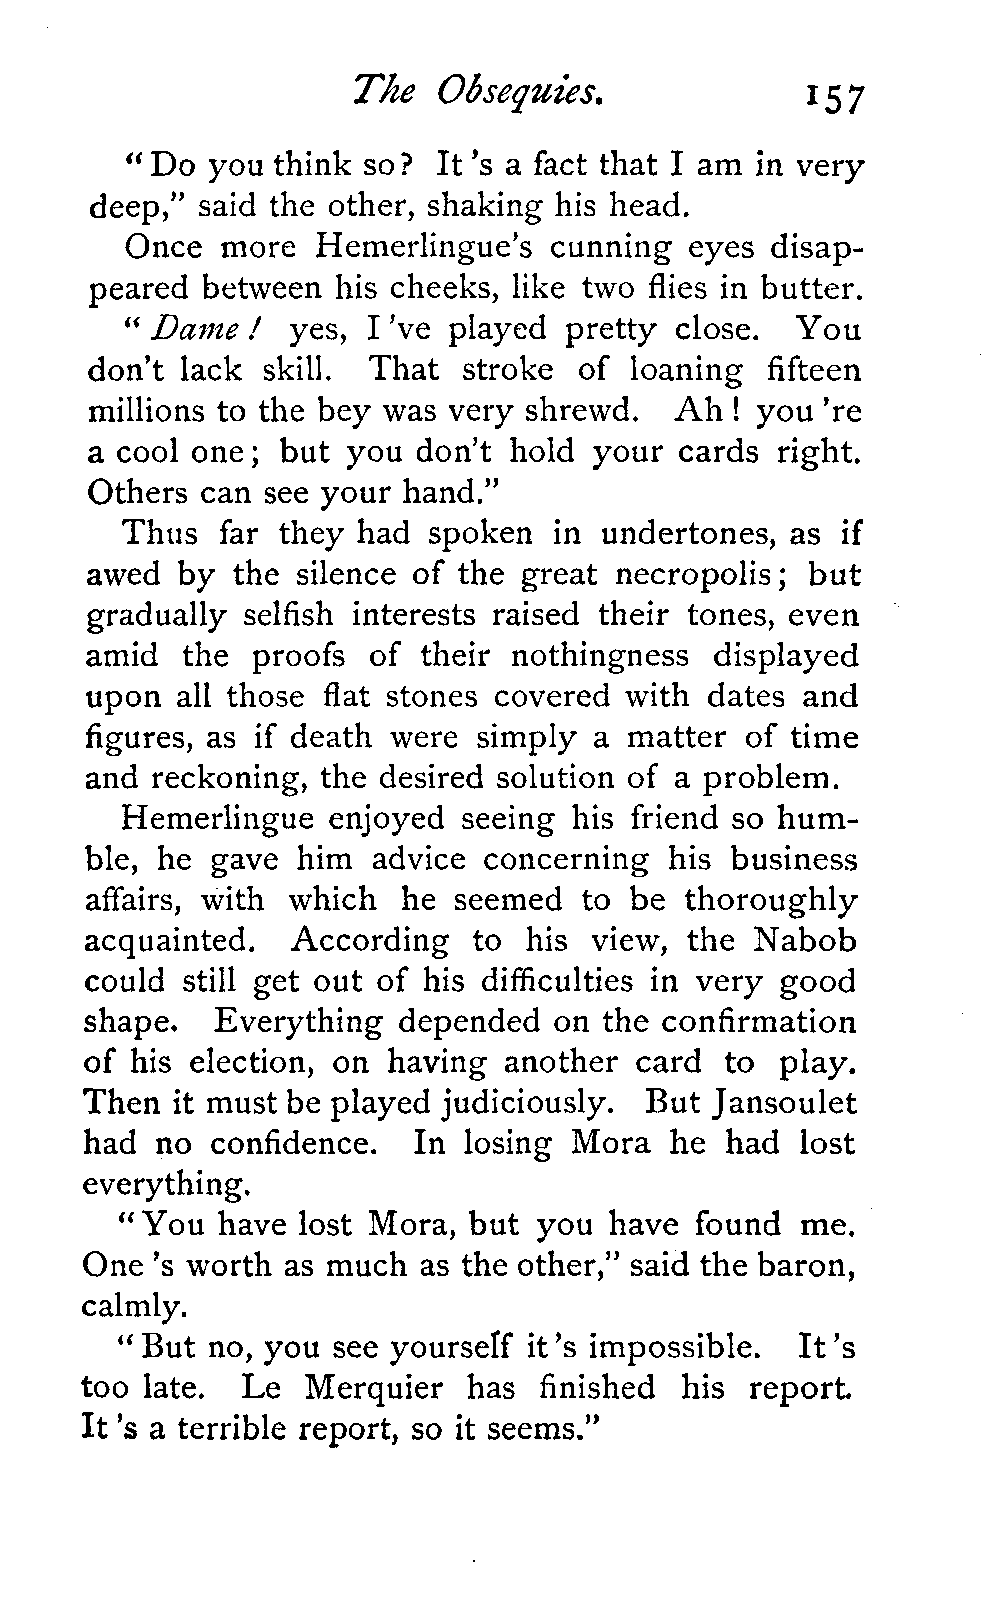 The Obsequies. 157
"Do you think so? It 's a fact that I am in very
deep," said the other, shaking his head.
Once more Hemerlingue's cunning eyes disap-
peared between his cheeks, like two flies in butter.
"Dame! yes, I 've played pretty close. You
don't lack skill. That stroke of loaning fifteen
millions to the bey was very shrewd. Ah! you 're
a cool one; but you don't hold your cards right.
Others can see your hand."
Thus far they had spoken in undertones, as if
awed by the silence of the great necropolis; but
gradually selfish interests raised their tones, even
amid the proofs of their nothingness displayed
upon all those flat stones covered with dates and
figures, as if death were simply a matter of time
and reckoning, the desired solution of a problem.
Hemerlingue enjoyed seeing his friend so hum-
ble, he gave him advice concerning his business
affairs, with which he seemed to be thoroughly
acquainted. According to his view, the Nabob
could still get out of his difficulties in very good
shape. Everything depended on the confirmation
of his election, on having another card to play.
Then it must be played judiciously. But Jansoulet
had no confidence. In losing Mora he had lost
everything.
"You have lost Mora, but you have found me.
One 's worth as much as the other," said the baron,
calmly.
"But no, you see yourself it 's impossible. It 's
too late. Le Merquier has finished his report.
It 's a terrible report, so it seems."